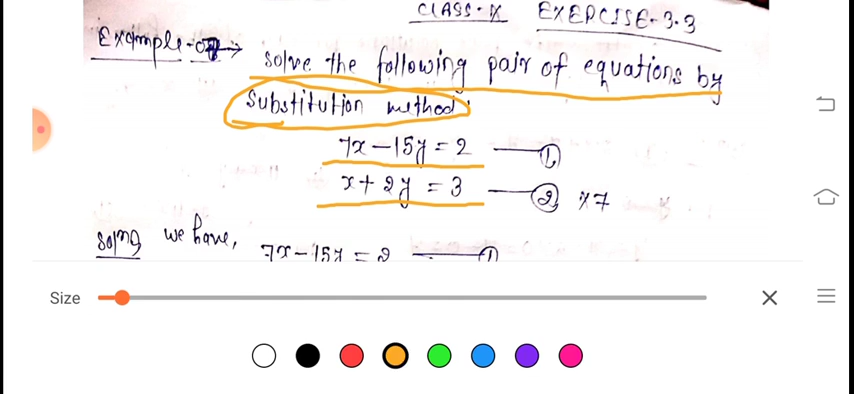 CLASS-X EXERCISE-3.3
Example-07→ solve the following pair of equations by
Substitution method.
7x-15y=2 —①
x+2y=3 —② x7
soln we have,
7x-15y=2 —①
Size